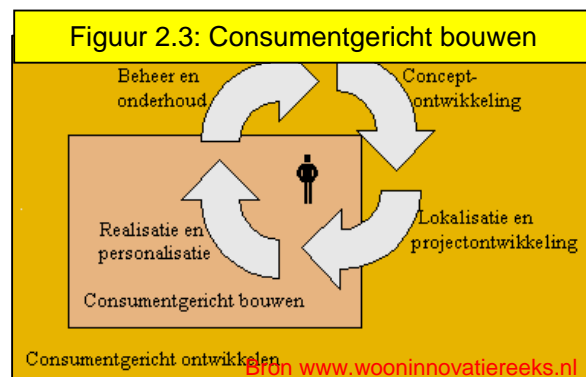 Figuur 2.3: Consumentgericht bouwen
Beheer en
onderhoud
Concept-
ontwikkeling
Lokalisatie en
projectontwikkeling
Realisatie en
personalisatie
Consumentgericht bouwen
Consumentgericht ontwikkelen
Bron www.wooninnovatiereeks.nl